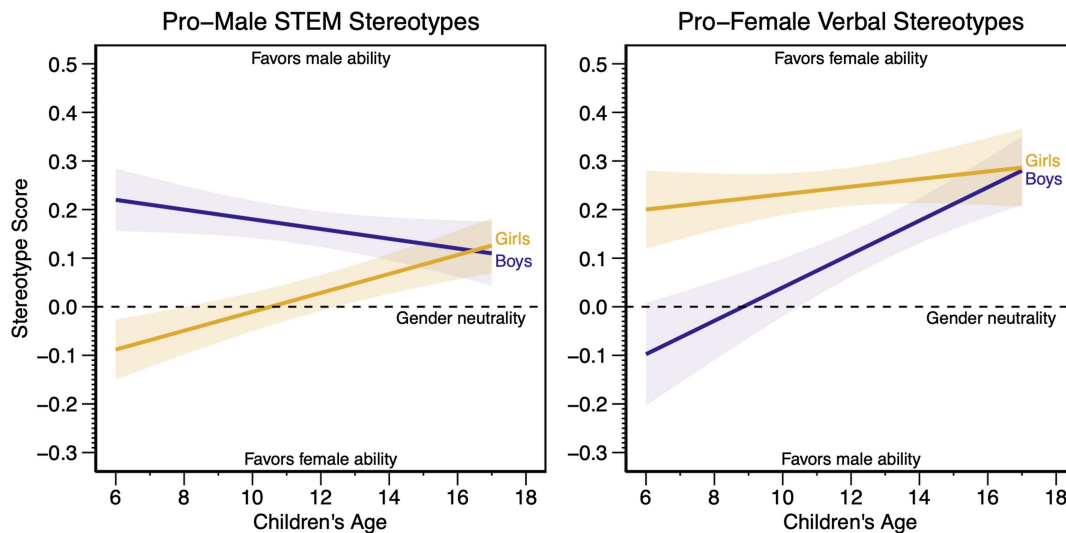 Pro−Male STEM Stereotypes
Favors male ability
Stereotype Score
0.5
0.4
0.3
0.2
0.1
0.0
−0.1
−0.2
−0.3
Girls
Boys
Gender neutrality
Favors female ability
6 8 10 12 14 16 18
Children's Age
Pro−Female Verbal Stereotypes
Favors female ability
0.5
0.4
0.3
0.2
0.1
0.0
−0.1
−0.2
−0.3
Girls
Boys
Gender neutrality
Favors male ability
6 8 10 12 14 16 18
Children's Age